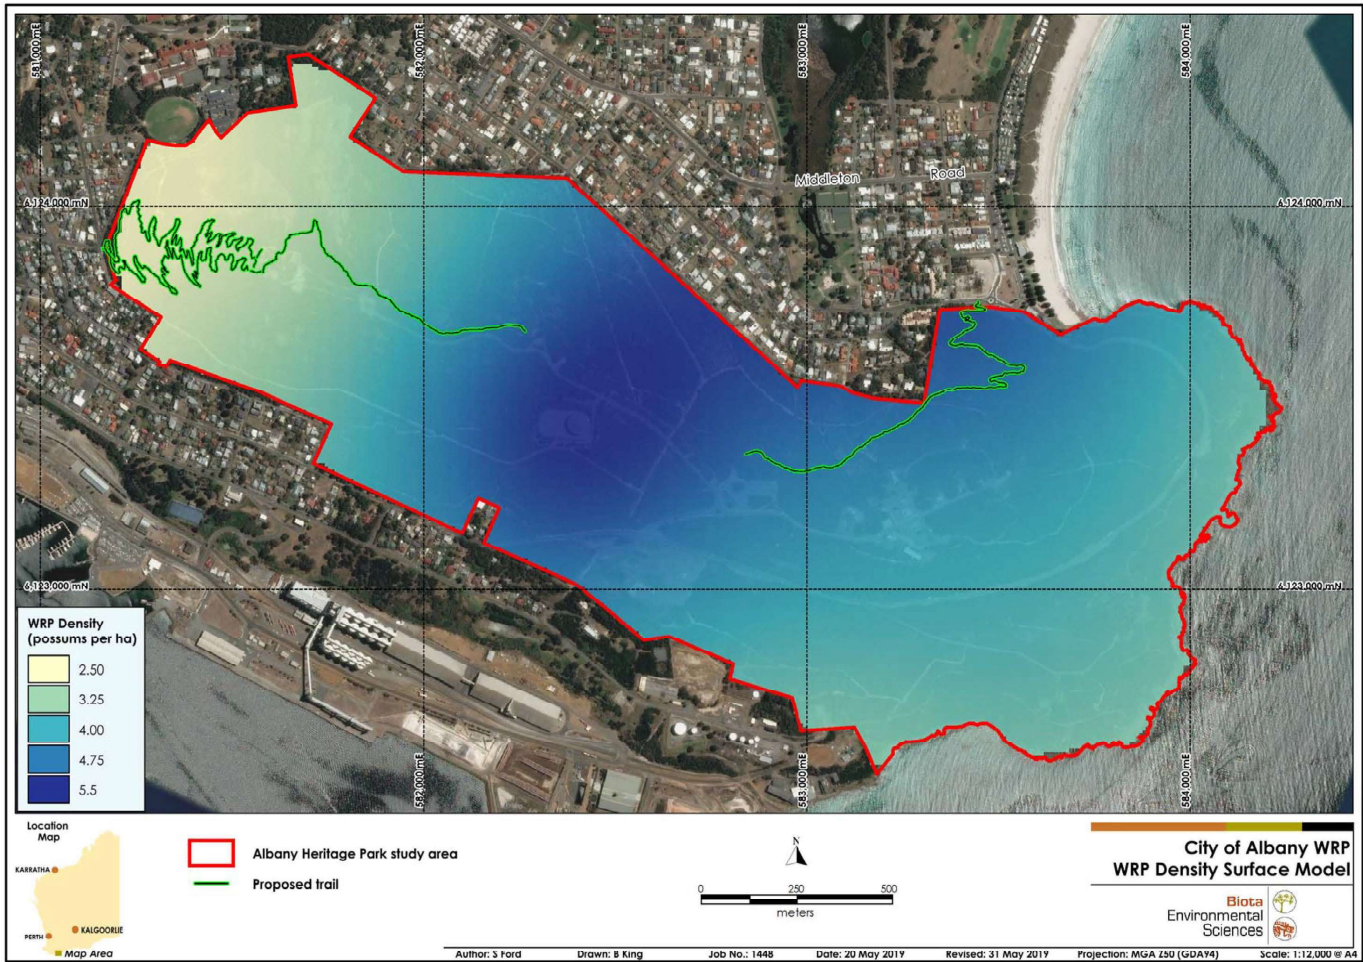 581,000 mE
582,000 mE
583,000 mE
584,000 mE
Middleton Road
6,124,000 mN
6,124,000 mN
6,123,000 mN
6,123,000 mN
WRP Density
(possums per ha)
2.50
3.25
4.00
4.75
5.5
581,000 mE
582,000 mE
583,000 mE
584,000 mE
Location
Map
KARRATHA
KALGOORLIE
PERTH
Map Area
Albany Heritage Park study area
Proposed trail
N
0 250 500
meters
City of Albany WRP
WRP Density Surface Model
Biota
Environmental
Sciences
Author: S Ford Drawn: B King Job No.: 1448 Date: 20 May 2019 Revised: 31 May 2019 Projection: MGA Z50 (GDA94) Scale: 1:12,000 @ A4